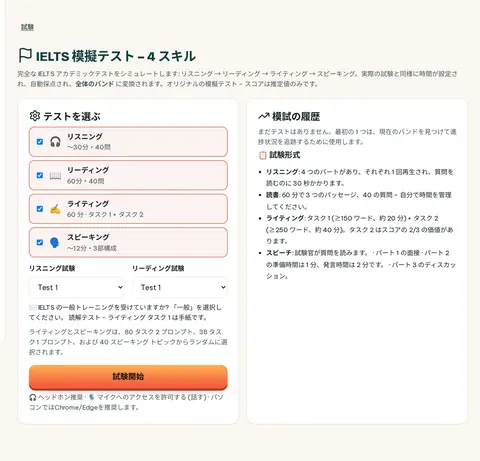 試験
IELTS 模擬テスト – 4 スキル
完全な IELTS アカデミックテストをシミュレートします: リスニング → リーディング → ライティング → スピーキング。実際の試験と同様に時間が設定さ
れ、自動採点され、全体のバンド に変換されます。オリジナルの模擬テスト – スコアは推定値のみです。
テストを選ぶ
リスニング
〜30分・40問
リーディング
60分・40問
ライティング
60 分 · タスク 1 + タスク 2
スピーキング
〜12分・3部構成
リスニング試験
リーディング試験
Test 1
Test 1
IELTS の一般トレーニングを受けていますか? 「一般」を選択し
てください。 読解テスト – ライティング タスク 1 は手紙です。
ライティングとスピーキングは、80 タスク 2 プロンプト、38 タス
ク 1 プロンプト、および 40 スピーキング トピックからランダムに選
択されます。
試験開始
🎧 ヘッドホン推奨 · 🎙️ マイクへのアクセスを許可する (話す) · パソ
コンではChrome/Edgeを推奨します。
模試の履歴
まだテストはありません。最初の 1 つは、現在のバンドを見つけて進
捗状況を追跡するために使用します。
📋 試験形式
リスニング: 4 つのパートがあり、それぞれ 1 回再生され、質問を
読むのに 30 秒かかります。
読書: 60 分で 3 つのパッセージ、40 の質問 – 自分で時間を管理
してください。
ライティング: タスク 1 (≥150 ワード、約 20 分) + タスク 2
(≥250 ワード、約 40 分)。タスク 2 はスコアの 2/3 の価値があ
ります。
スピーチ: 試験官が質問を読みます。 · パート 1 の面接 · パート 2
の準備時間は 1 分、発言時間は 2 分です。 · パート 3 のディスカッ
ション。